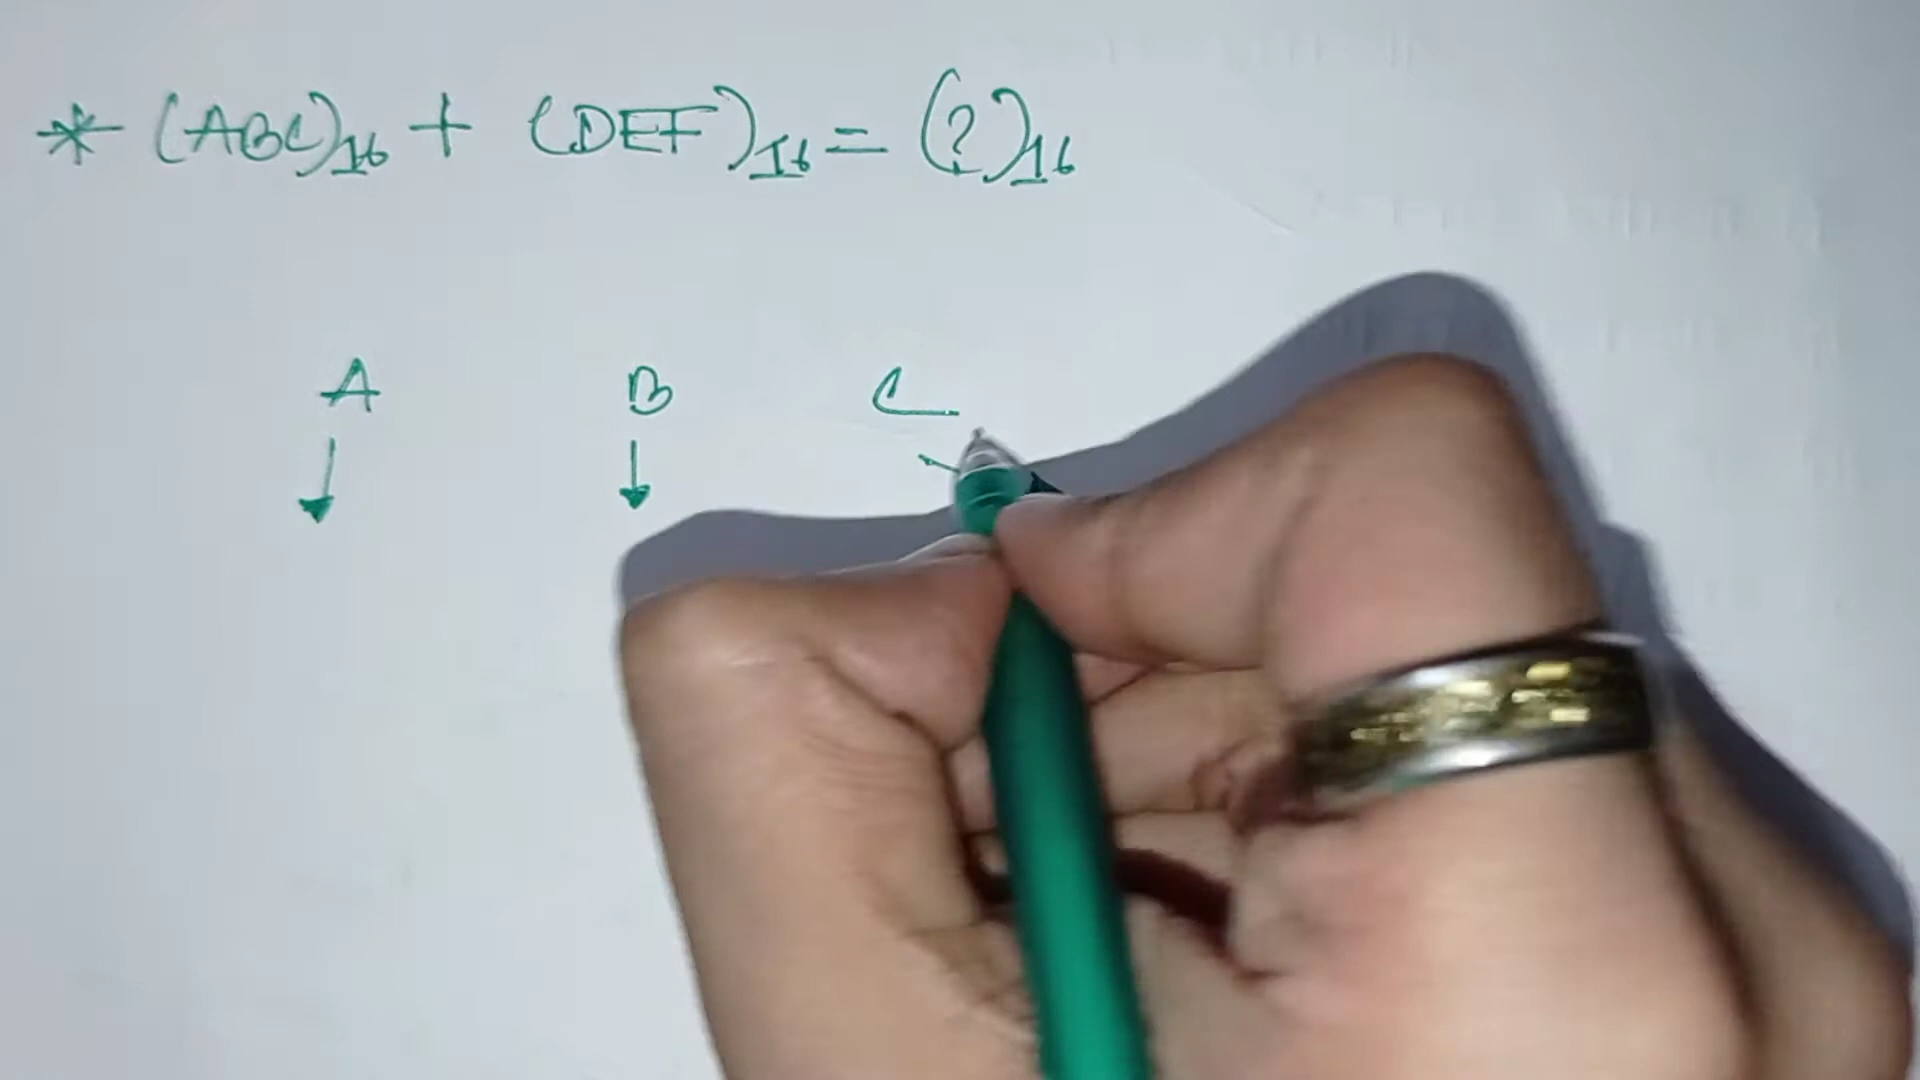 * (ABC)₁₆ + (DEF)₁₆ = (?)₁₆
A B C